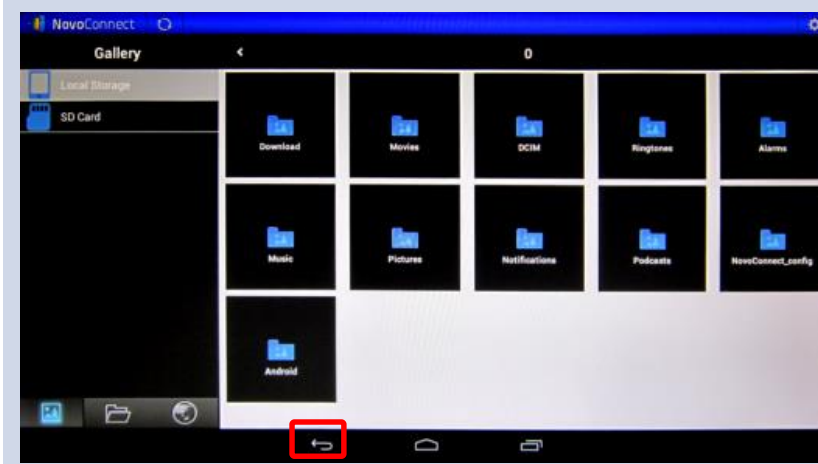 NovoConnect
Gallery
0
Local Storage
SD Card
Download
Movies
DCIM
Ringtones
Alarms
Music
Pictures
Notifications
Podcasts
NovoConnect_config
Android